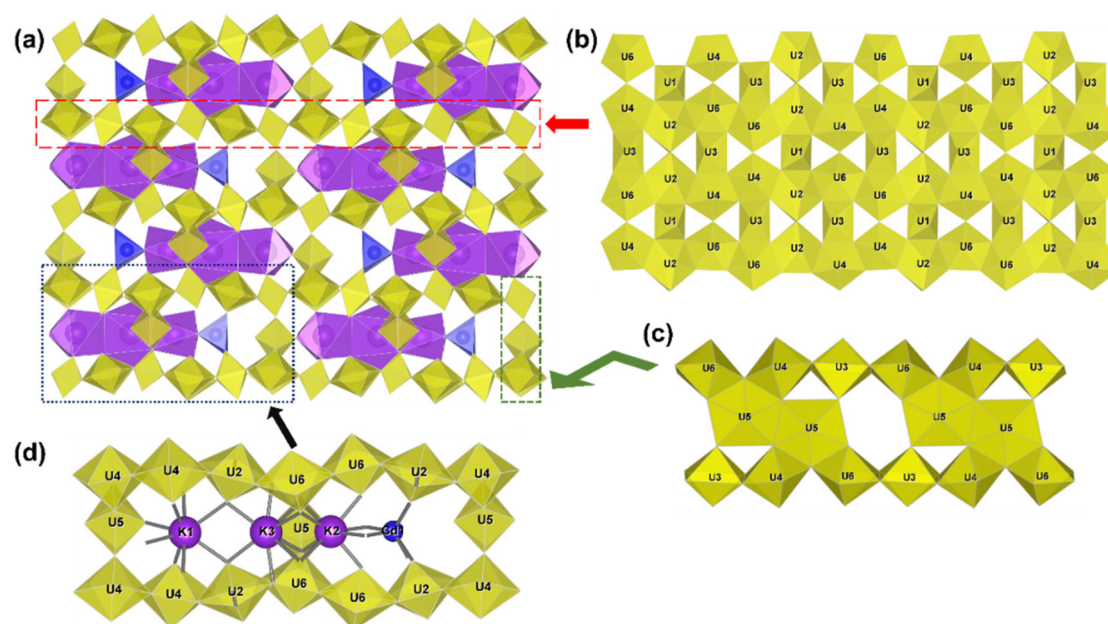 (a)
(b)
U6 U4 U2 U6 U4 U2
U1 U3 U3 U1 U3 U3
U4 U6 U2 U6 U4 U2
U2 U6 U4 U2 U6 U4
U3 U3 U1 U3 U3 U1
U2 U4 U6 U2 U4 U6
U6 U4 U2 U6 U4 U2
U1 U3 U3 U1 U3 U3
U4 U6 U2 U6 U4 U2
U2 U6 U4 U2 U6 U4
(c)
U6 U4 U3 U6 U4 U3
U5 U5 U5 U5
U3 U4 U6 U3 U4 U6
(d)
U4 U4 U2 U6 U6 U2 U4
U5 K1 K3 U5 K2 Cd1 U5
U4 U4 U2 U6 U6 U2 U4